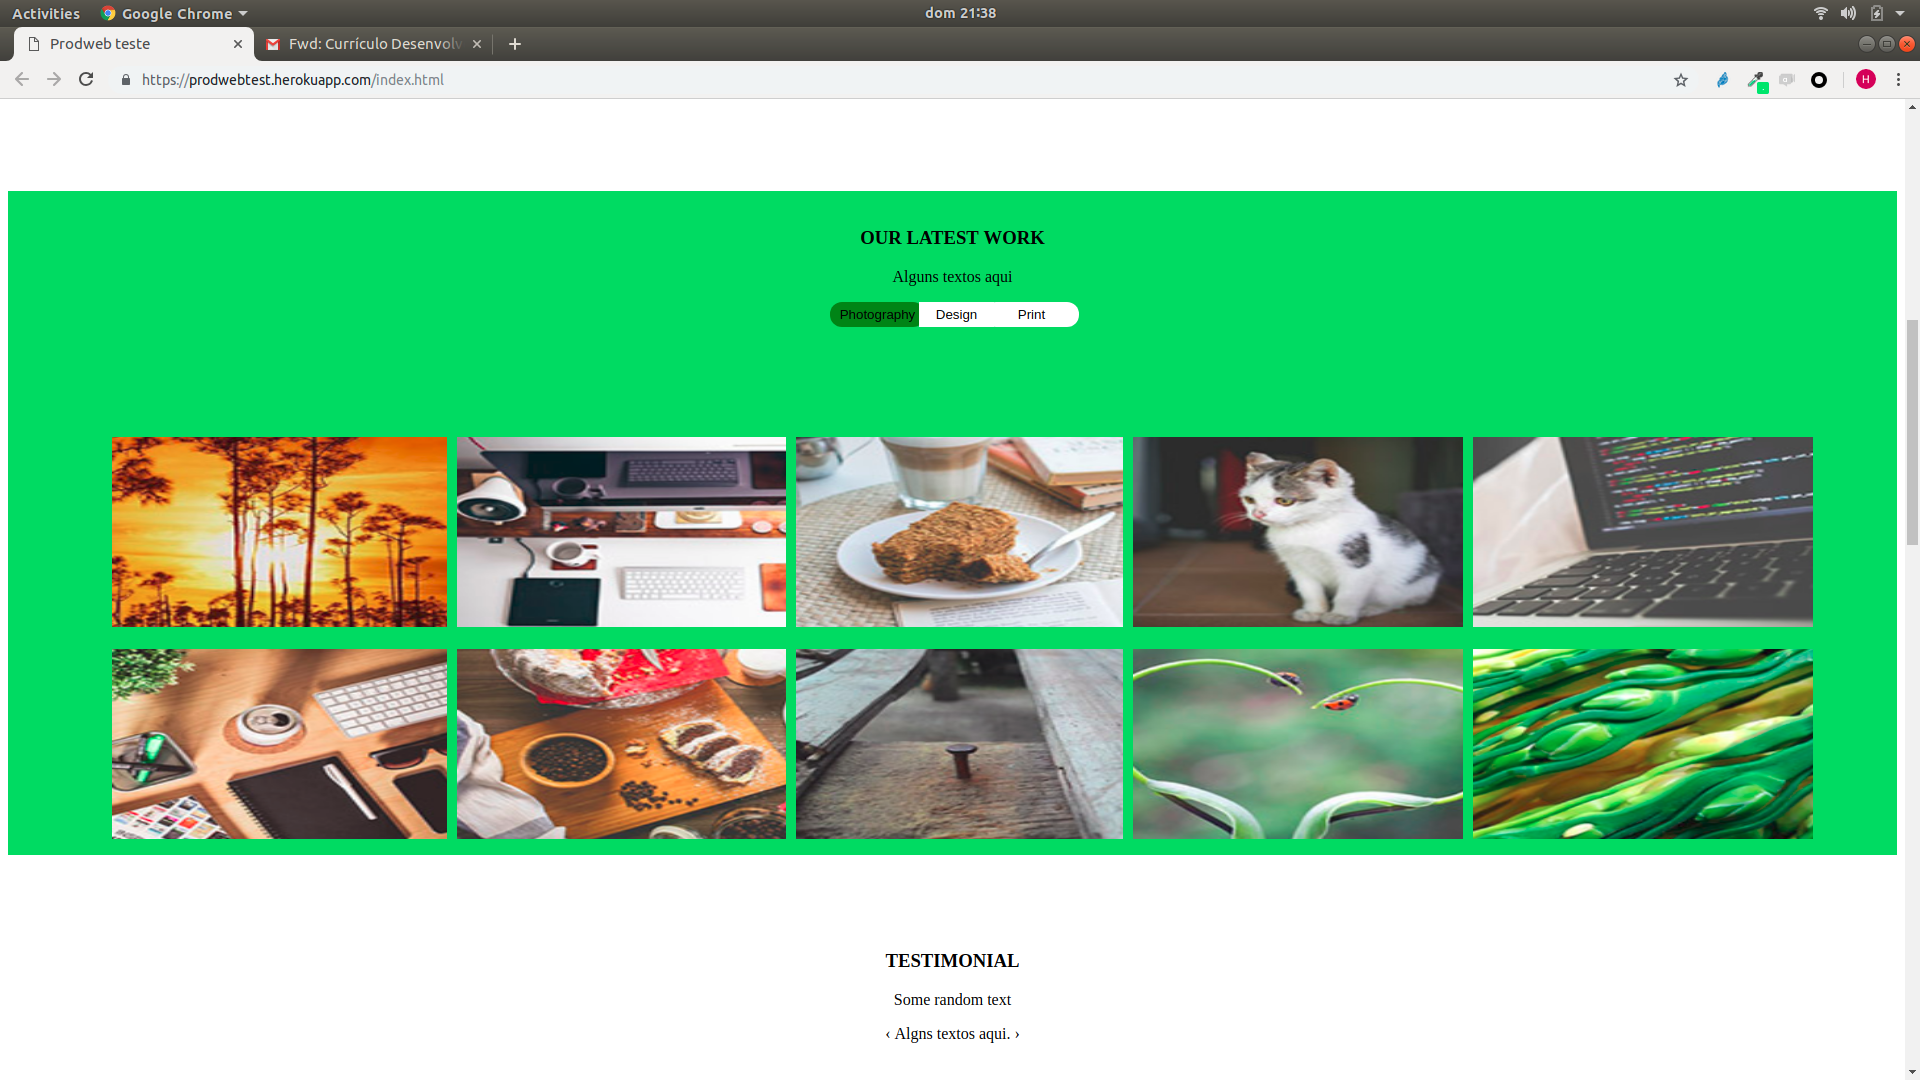 Activities Google Chrome dom 21:38
Prodweb teste Fwd: Currículo Desenvolv
https://prodwebtest.herokuapp.com/index.html H
OUR LATEST WORK
Alguns textos aqui
Photography Design Print
TESTIMONIAL
Some random text
‹ Algns textos aqui. ›